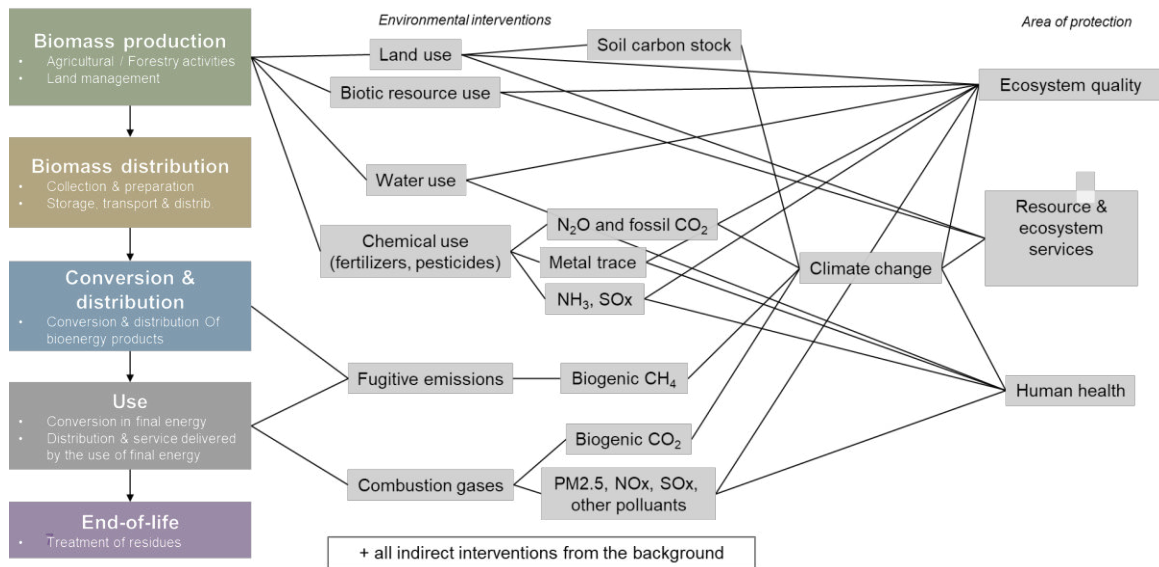 Environmental interventions
Area of protection
Biomass production
• Agricultural / Forestry activities
• Land management
Biomass distribution
• Collection & preparation
• Storage, transport & distrib.
Conversion &
distribution
• Conversion & distribution Of
bioenergy products
Use
• Conversion in final energy
• Distribution & service delivered
by the use of final energy
End-of-life
• Treatment of residues
Land use
Biotic resource use
Water use
Chemical use
(fertilizers, pesticides)
Fugitive emissions
Combustion gases
Soil carbon stock
N₂O and fossil CO₂
Metal trace
NH₃, SOx
Biogenic CH₄
Biogenic CO₂
PM2.5, NOx, SOx,
other polluants
Climate change
Ecosystem quality
Resource &
ecosystem
services
Human health
+ all indirect interventions from the background